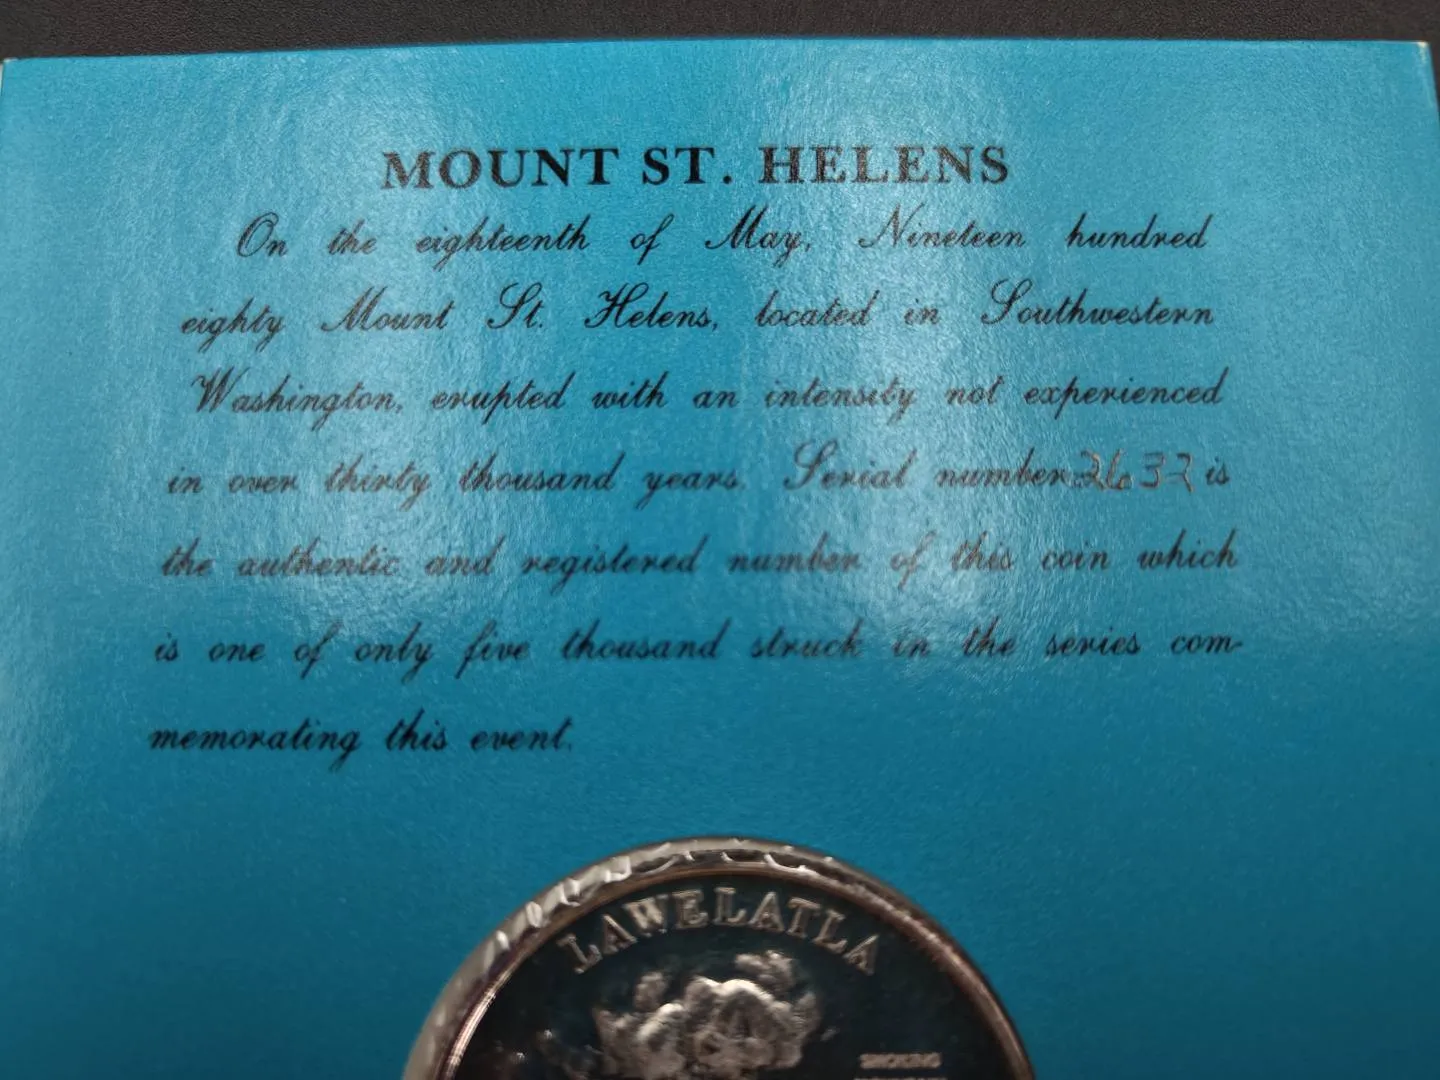 MOUNT ST. HELENS
On the eighteenth of May, Nineteen hundred
eighty Mount St. Helens, located in Southwestern
Washington, erupted with an intensity not experienced
in over thirty thousand years. Serial number 2632 is
the authentic and registered number of this coin which
is one of only five thousand struck in the series com-
memorating this event.
LAWELATLA
SMOKING